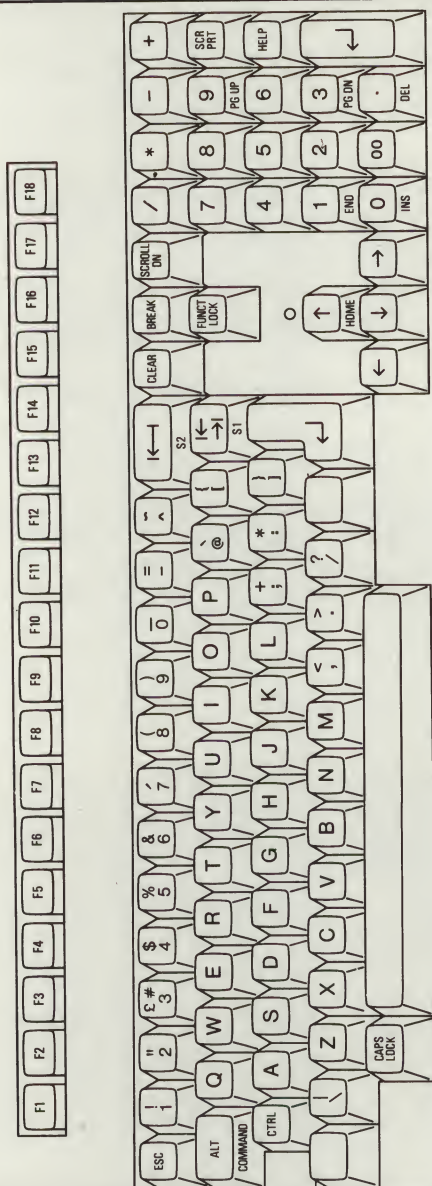 F1 F2 F3 F4 F5 F6 F7 F8 F9 F10 F11 F12 F13 F14 F15 F16 F17 F18
ESC ! 1 " 2 £ # 3 $ 4 % 5 & 6 ' 7 ( 8 ) 9 _ 0 = - ~ ^ |← S2 CLEAR BREAK SCROLL DN / * - +
ALT COMMAND Q W E R T Y U I O P ` @ { [ |← →| S1 FUNCT LOCK 7 8 9 PG UP SCR PRT
CTRL A S D F G H J K L + ; * : } ] ↵ 4 5 6 HELP
| \ Z X C V B N M < , > . ? / ↑ HOME 1 END 2 3 PG DN ↵
CAPS LOCK ← ↓ → 0 INS 00 . DEL